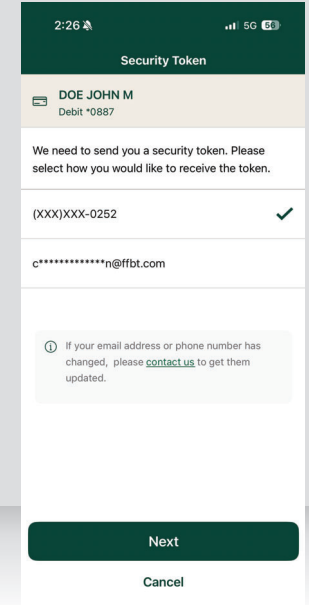 2:26 5G 56
Security Token
DOE JOHN M
Debit *0887
We need to send you a security token. Please
select how you would like to receive the token.
(XXX)XXX-0252
c*************n@ffbt.com
If your email address or phone number has
changed, please contact us to get them
updated.
Next
Cancel